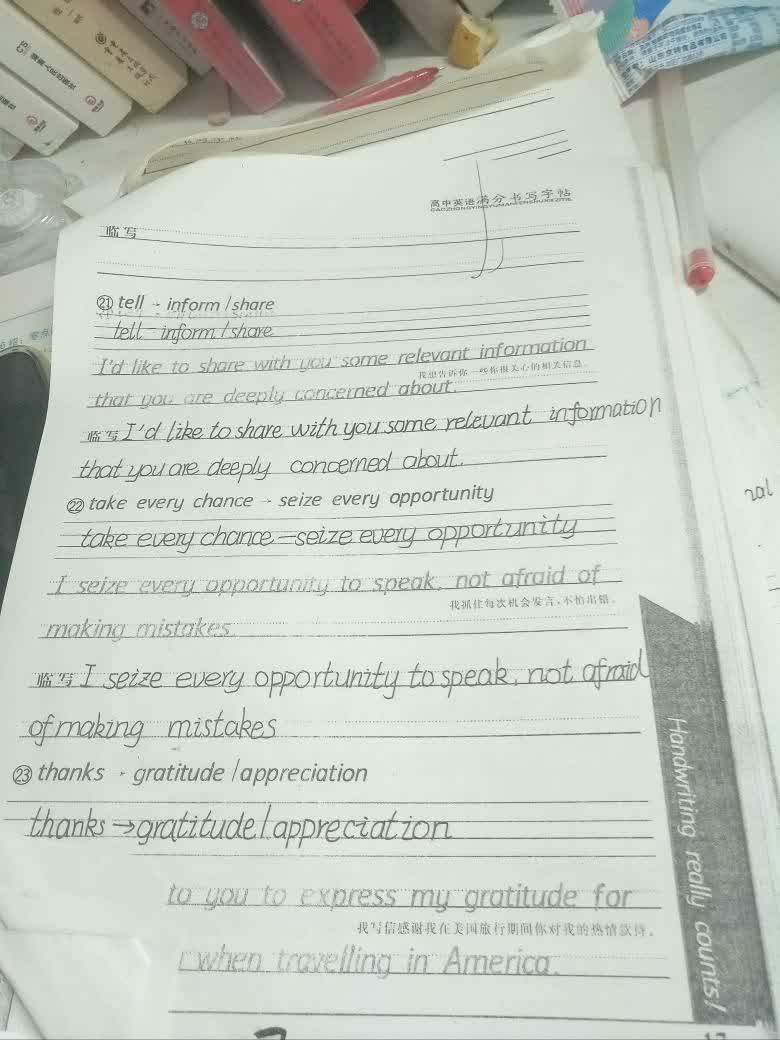 高中英语满分书写字帖
GAOZHONGYINGYUMANFENSHUXIEZITIE
临写
㉑ tell → inform / share
tell - inform / share
I'd like to share with you some relevant information
我想告诉你一些你很关心的相关信息。
that you are deeply concerned about.
临写 I'd like to share with you some relevant information
that you are deeply concerned about.
㉒ take every chance → seize every opportunity
take every chance — seize every opportunity
I seize every opportunity to speak, not afraid of
我抓住每次机会发言，不怕出错。
making mistakes.
临写 I seize every opportunity to speak, not afraid
of making mistakes
㉓ thanks → gratitude / appreciation
thanks → gratitude / appreciation
to you to express my gratitude for
我写信感谢我在美国旅行期间你对我的热情款待。
when travelling in America.
Handwriting really counts!